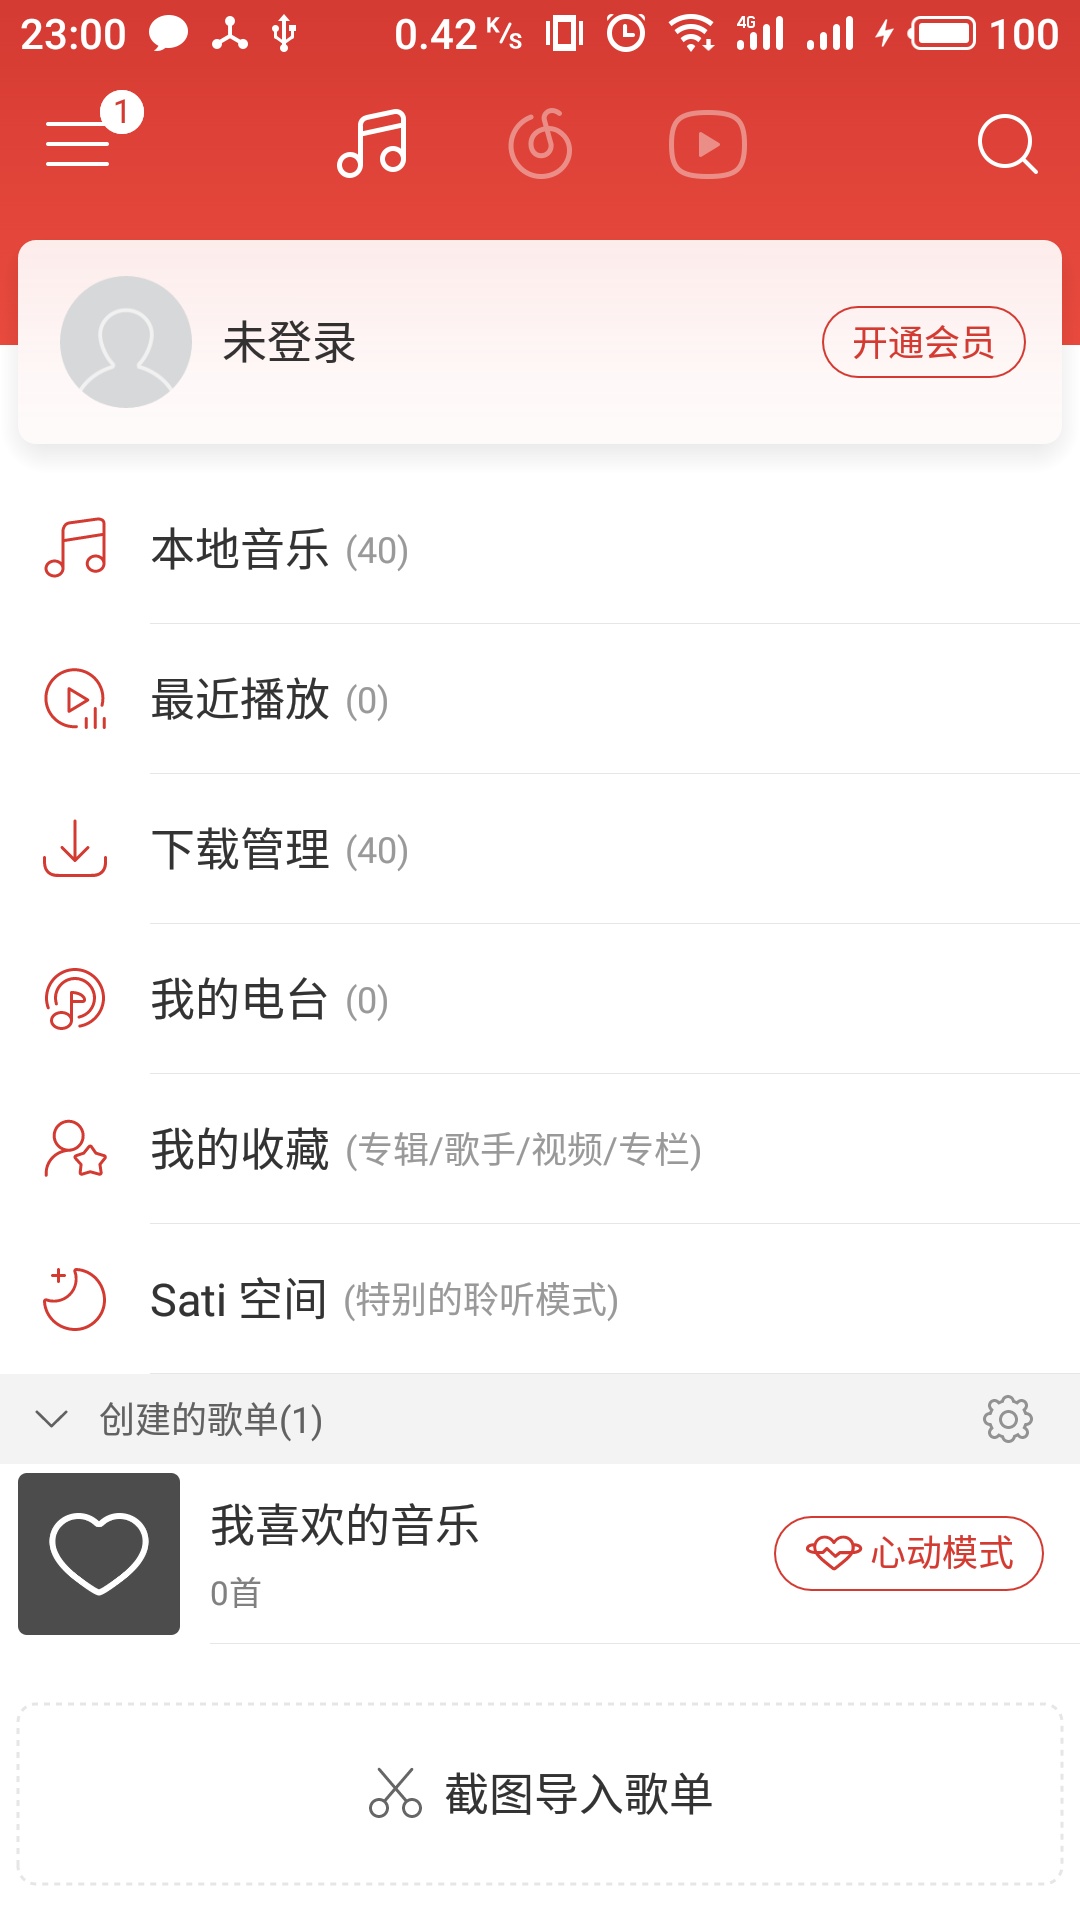 23:00 0.42 K/s 4G 100
1
未登录 开通会员
本地音乐 (40)
最近播放 (0)
下载管理 (40)
我的电台 (0)
我的收藏 (专辑/歌手/视频/专栏)
Sati 空间 (特别的聆听模式)
创建的歌单(1)
我喜欢的音乐
0首
心动模式
截图导入歌单